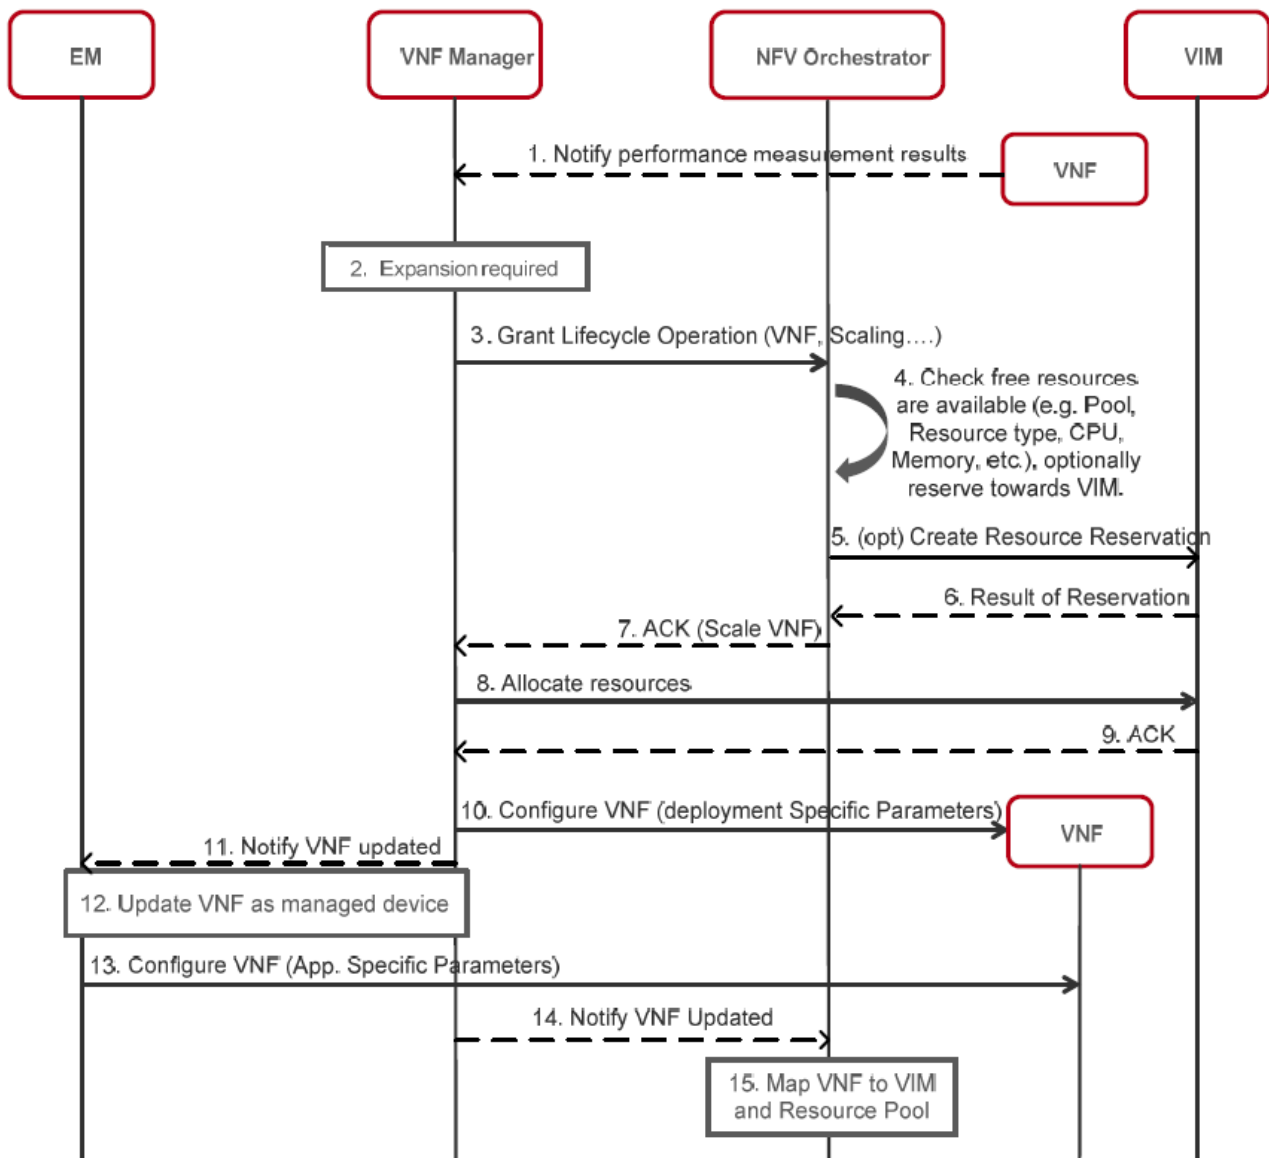 EM
VNF Manager
NFV Orchestrator
VIM
1. Notify performance measurement results
VNF
2. Expansion required
3. Grant Lifecycle Operation (VNF, Scaling....)
4. Check free resources
are available (e.g. Pool,
Resource type, CPU,
Memory, etc.), optionally
reserve towards VIM.
5. (opt) Create Resource Reservation
6. Result of Reservation
7. ACK (Scale VNF)
8. Allocate resources
9. ACK
10. Configure VNF (deployment Specific Parameters)
VNF
11. Notify VNF updated
12. Update VNF as managed device
13. Configure VNF (App. Specific Parameters)
14. Notify VNF Updated
15. Map VNF to VIM
and Resource Pool